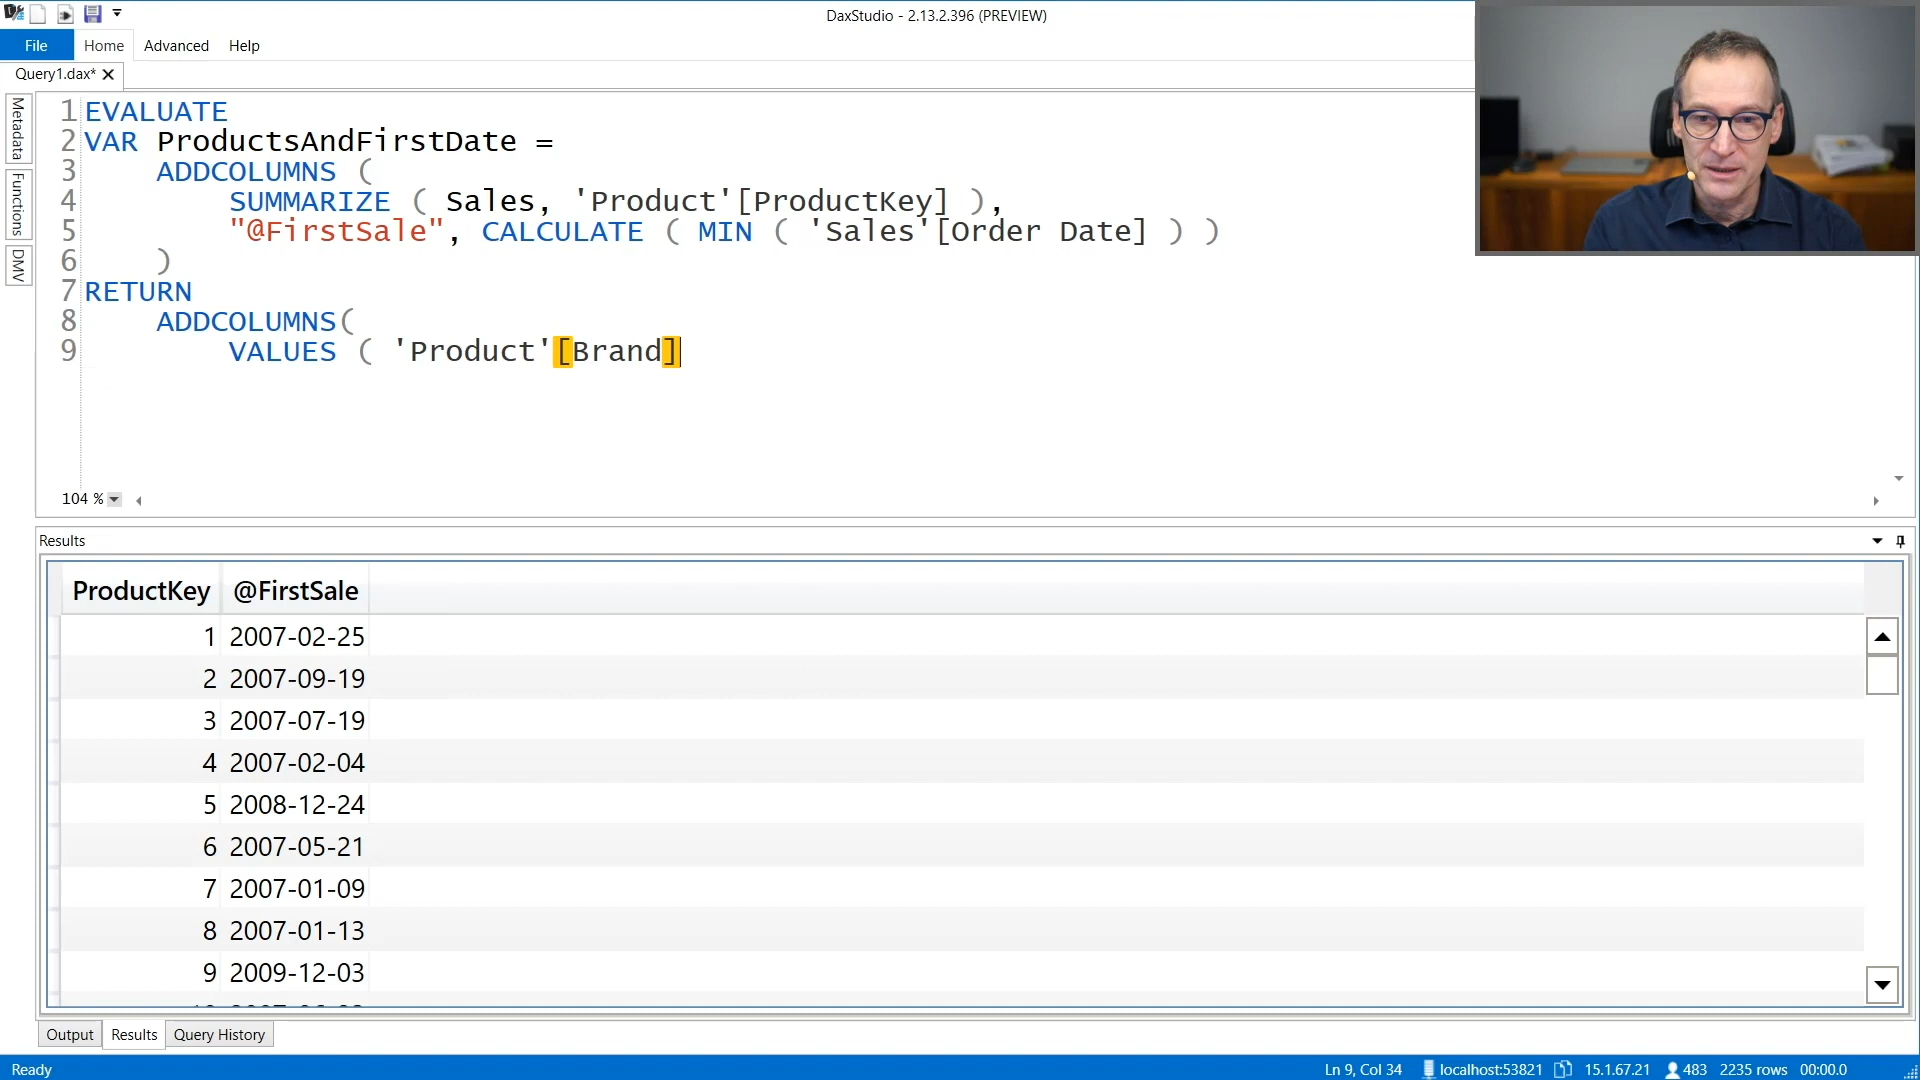 DaxStudio - 2.13.2.396 (PREVIEW)
File Home Advanced Help
Query1.dax*
Metadata
Functions
DMV
1 EVALUATE
2 VAR ProductsAndFirstDate =
3 ADDCOLUMNS (
4 SUMMARIZE ( Sales, 'Product'[ProductKey] ),
5 "@FirstSale", CALCULATE ( MIN ( 'Sales'[Order Date] ) )
6 )
7 RETURN
8 ADDCOLUMNS(
9 VALUES ( 'Product'[Brand]
104 %
Results
ProductKey @FirstSale
1 2007-02-25
2 2007-09-19
3 2007-07-19
4 2007-02-04
5 2008-12-24
6 2007-05-21
7 2007-01-09
8 2007-01-13
9 2009-12-03
Output Results Query History
Ready Ln 9, Col 34 localhost:53821 15.1.67.21 483 2235 rows 00:00.0